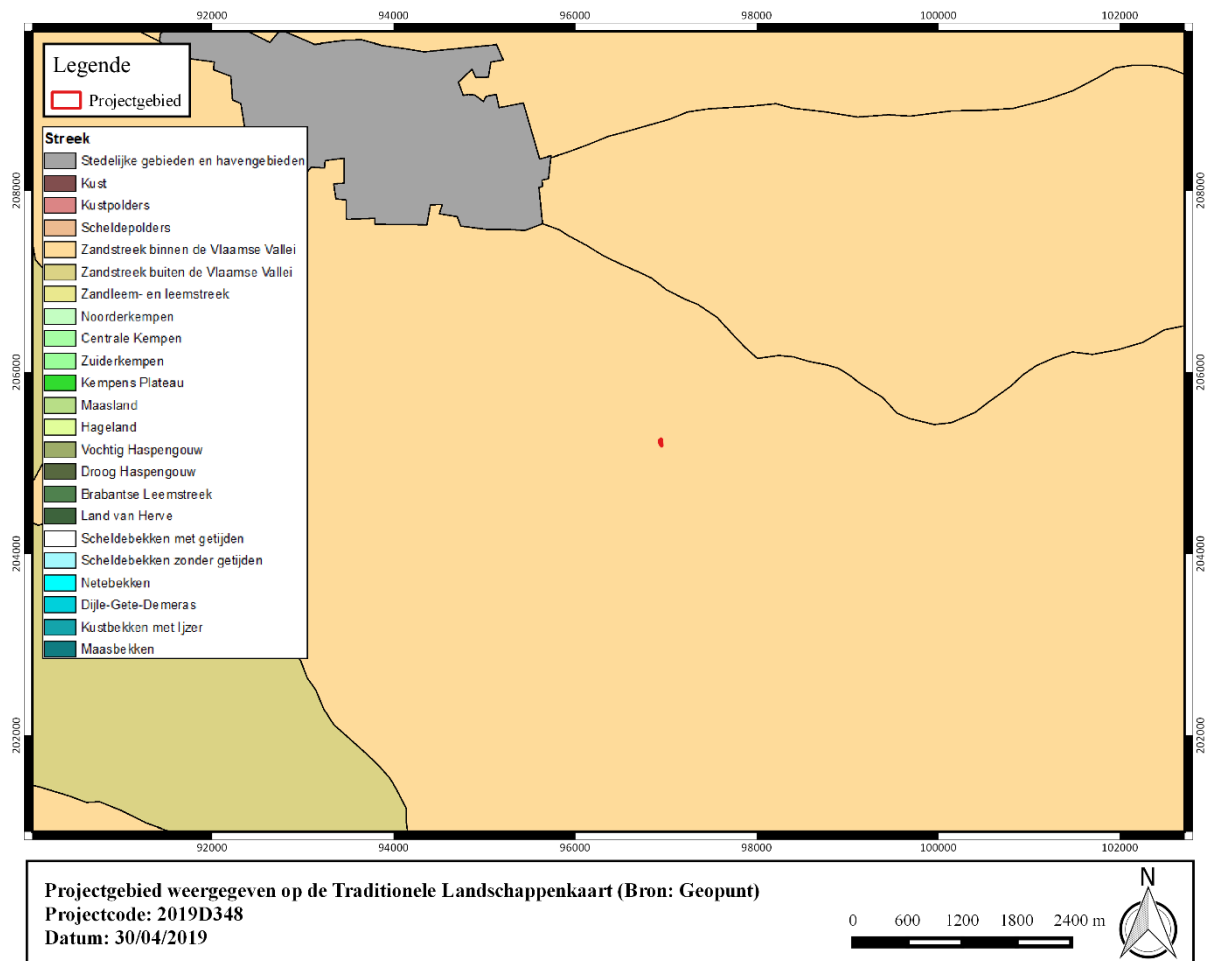 92000 94000 96000 98000 100000 102000
Legende
Projectgebied
Streek
Stedelijke gebieden en havengebieden
Kust
Kustpolders
Scheldepolders
Zandstreek binnen de Vlaamse Vallei
Zandstreek buiten de Vlaamse Vallei
Zandleem- en leemstreek
Noorderkempen
Centrale Kempen
Zuiderkempen
Kempens Plateau
Maasland
Hageland
Vochtig Haspengouw
Droog Haspengouw
Brabantse Leemstreek
Land van Herve
Scheldebekken met getijden
Scheldebekken zonder getijden
Netebekken
Dijle-Gete-Demeras
Kustbekken met Ijzer
Maasbekken
208000
206000
204000
202000
208000
206000
204000
202000
92000 94000 96000 98000 100000 102000
Projectgebied weergegeven op de Traditionele Landschappenkaart (Bron: Geopunt)
Projectcode: 2019D348
Datum: 30/04/2019
0 600 1200 1800 2400 m
N